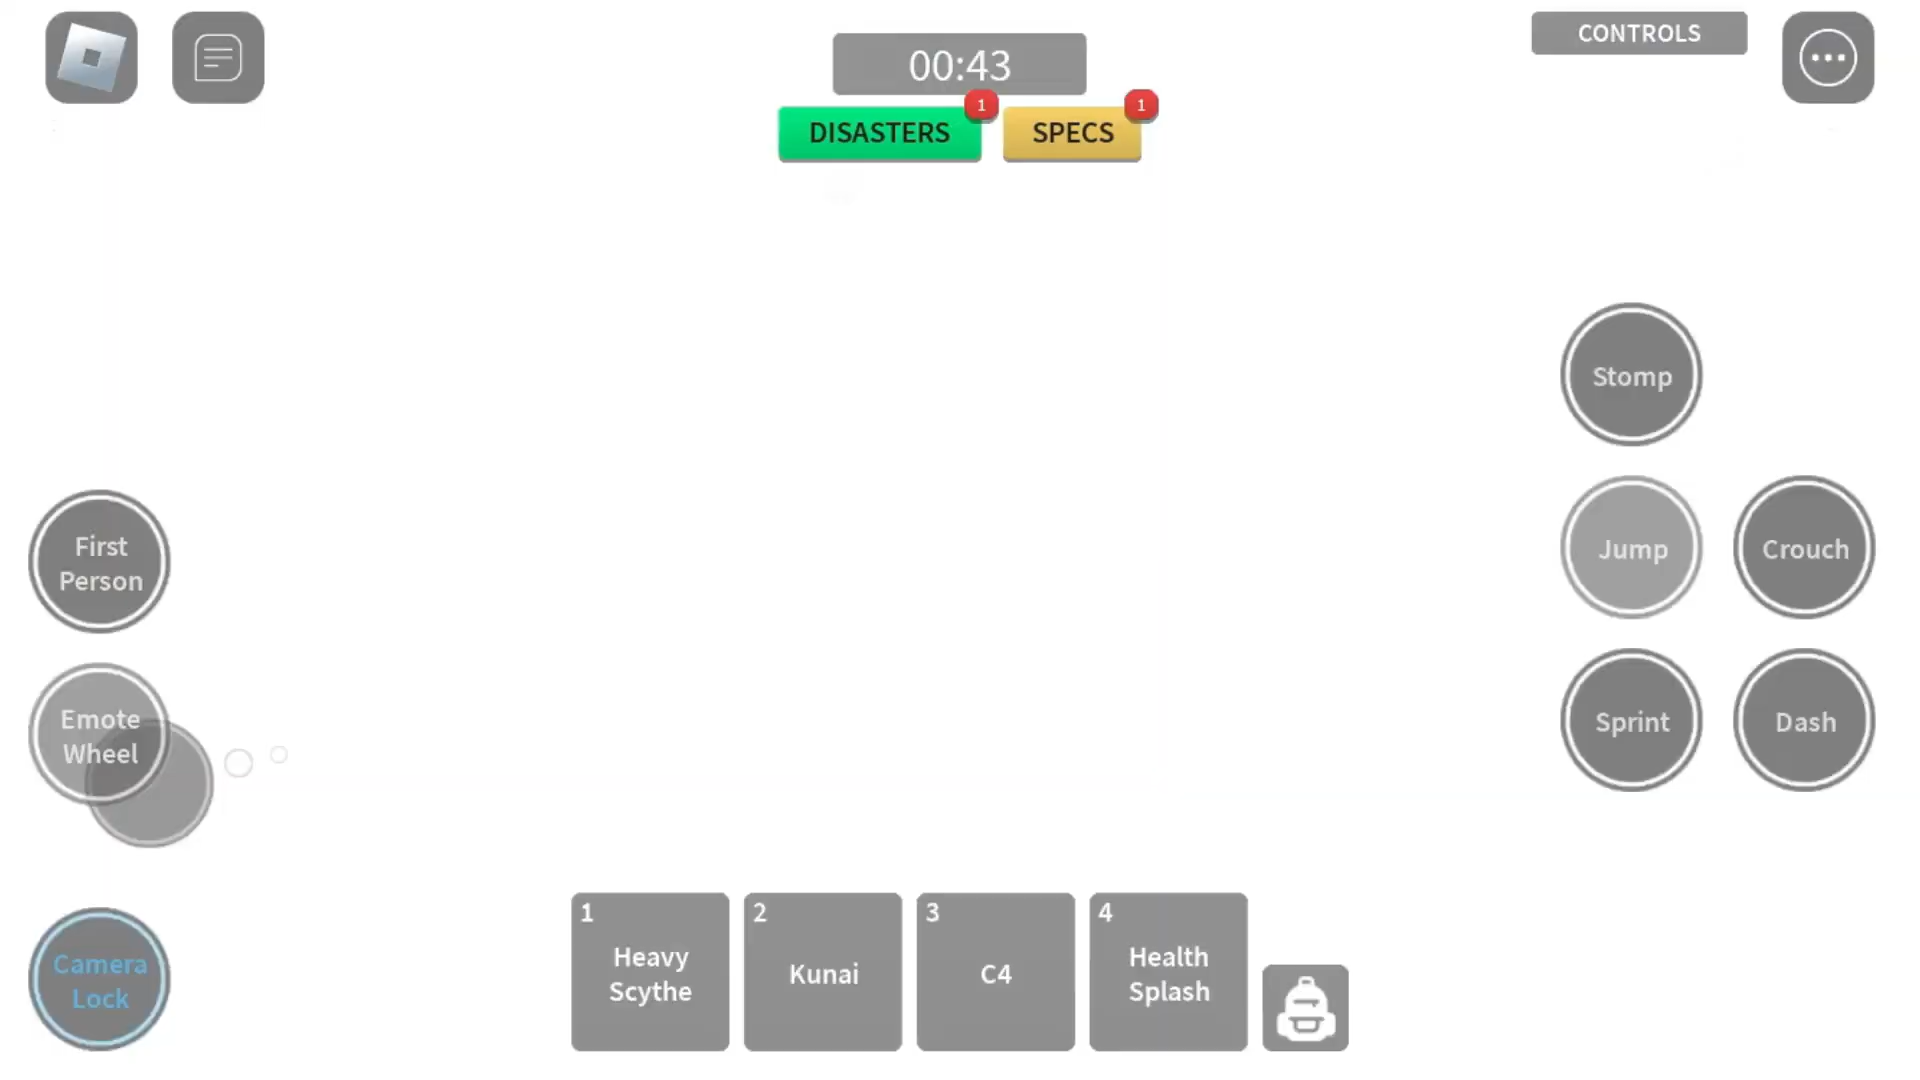 CONTROLS
00:43
1
1
DISASTERS
SPECS
Stomp
First
Person
Jump
Crouch
Emote
Wheel
Sprint
Dash
Camera
Lock
1
Heavy
Scythe
2
Kunai
3
C4
4
Health
Splash